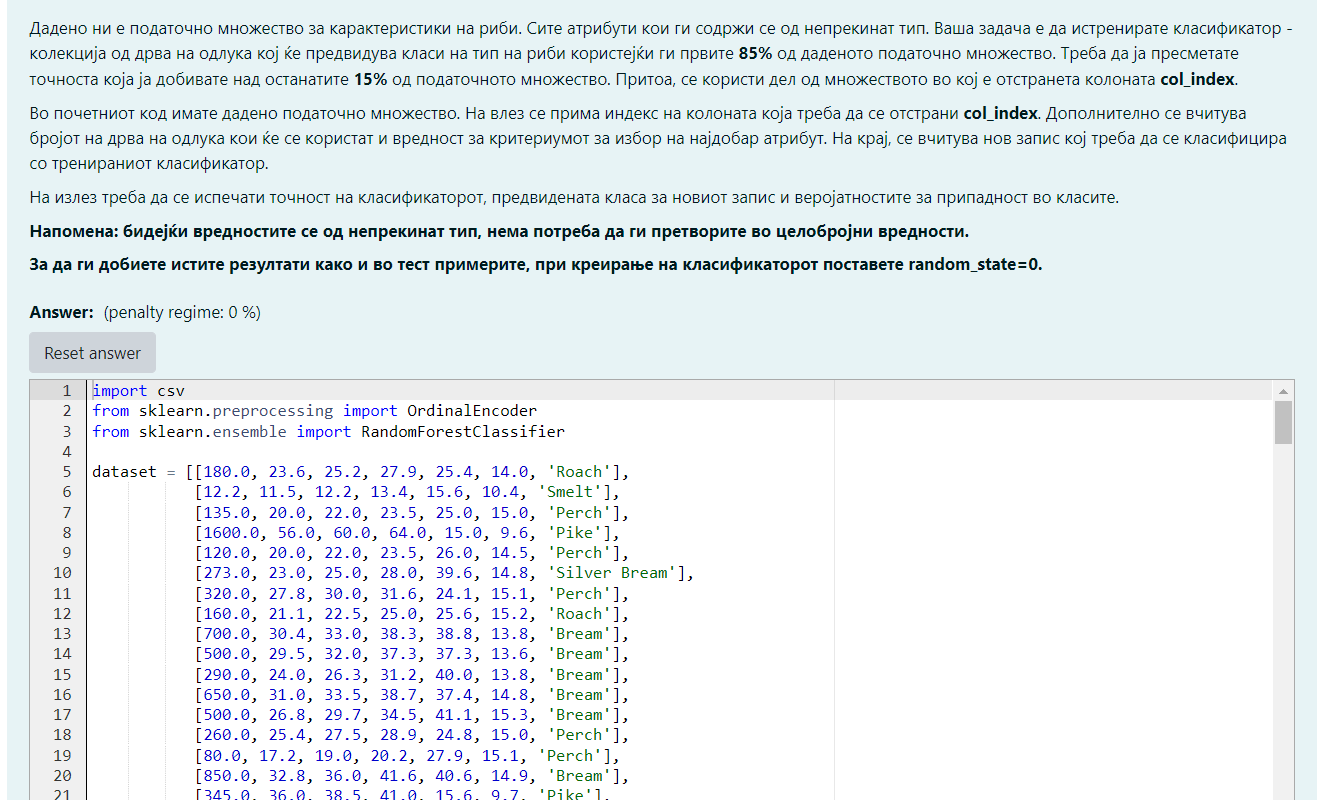 Дадено ни е податочно множество за карактеристики на риби. Сите атрибути кои ги содржи се од непрекинат тип. Ваша задача е да истренирате класификатор -
колекција од дрва на одлука кој ќе предвидува класи на тип на риби користејќи ги првите 85% од даденото податочно множество. Треба да ја пресметате
точноста која ја добивате над останатите 15% од податочното множество. Притоа, се користи дел од множеството во кој е отстранета колоната col_index.
Во почетниот код имате дадено податочно множество. На влез се прима индекс на колоната која треба да се отстрани col_index. Дополнително се вчитува
бројот на дрва на одлука кои ќе се користат и вредност за критериумот за избор на најдобар атрибут. На крај, се вчитува нов запис кој треба да се класифицира
со тренираниот класификатор.
На излез треба да се испечати точност на класификаторот, предвидената класа за новиот запис и веројатностите за припадност во класите.
Напомена: бидејќи вредностите се од непрекинат тип, нема потреба да ги претворите во целобројни вредности.
За да ги добиете истите резултати како и во тест примерите, при креирање на класификаторот поставете random_state=0.
Answer: (penalty regime: 0 %)
Reset answer
1 import csv
2 from sklearn.preprocessing import OrdinalEncoder
3 from sklearn.ensemble import RandomForestClassifier
4
5 dataset = [[180.0, 23.6, 25.2, 27.9, 25.4, 14.0, 'Roach'],
6 [12.2, 11.5, 12.2, 13.4, 15.6, 10.4, 'Smelt'],
7 [135.0, 20.0, 22.0, 23.5, 25.0, 15.0, 'Perch'],
8 [1600.0, 56.0, 60.0, 64.0, 15.0, 9.6, 'Pike'],
9 [120.0, 20.0, 22.0, 23.5, 26.0, 14.5, 'Perch'],
10 [273.0, 23.0, 25.0, 28.0, 39.6, 14.8, 'Silver Bream'],
11 [320.0, 27.8, 30.0, 31.6, 24.1, 15.1, 'Perch'],
12 [160.0, 21.1, 22.5, 25.0, 25.6, 15.2, 'Roach'],
13 [700.0, 30.4, 33.0, 38.3, 38.8, 13.8, 'Bream'],
14 [500.0, 29.5, 32.0, 37.3, 37.3, 13.6, 'Bream'],
15 [290.0, 24.0, 26.3, 31.2, 40.0, 13.8, 'Bream'],
16 [650.0, 31.0, 33.5, 38.7, 37.4, 14.8, 'Bream'],
17 [500.0, 26.8, 29.7, 34.5, 41.1, 15.3, 'Bream'],
18 [260.0, 25.4, 27.5, 28.9, 24.8, 15.0, 'Perch'],
19 [80.0, 17.2, 19.0, 20.2, 27.9, 15.1, 'Perch'],
20 [850.0, 32.8, 36.0, 41.6, 40.6, 14.9, 'Bream'],
21 [345.0, 36.0, 38.5, 41.0, 15.6, 9.7, 'Pike'],